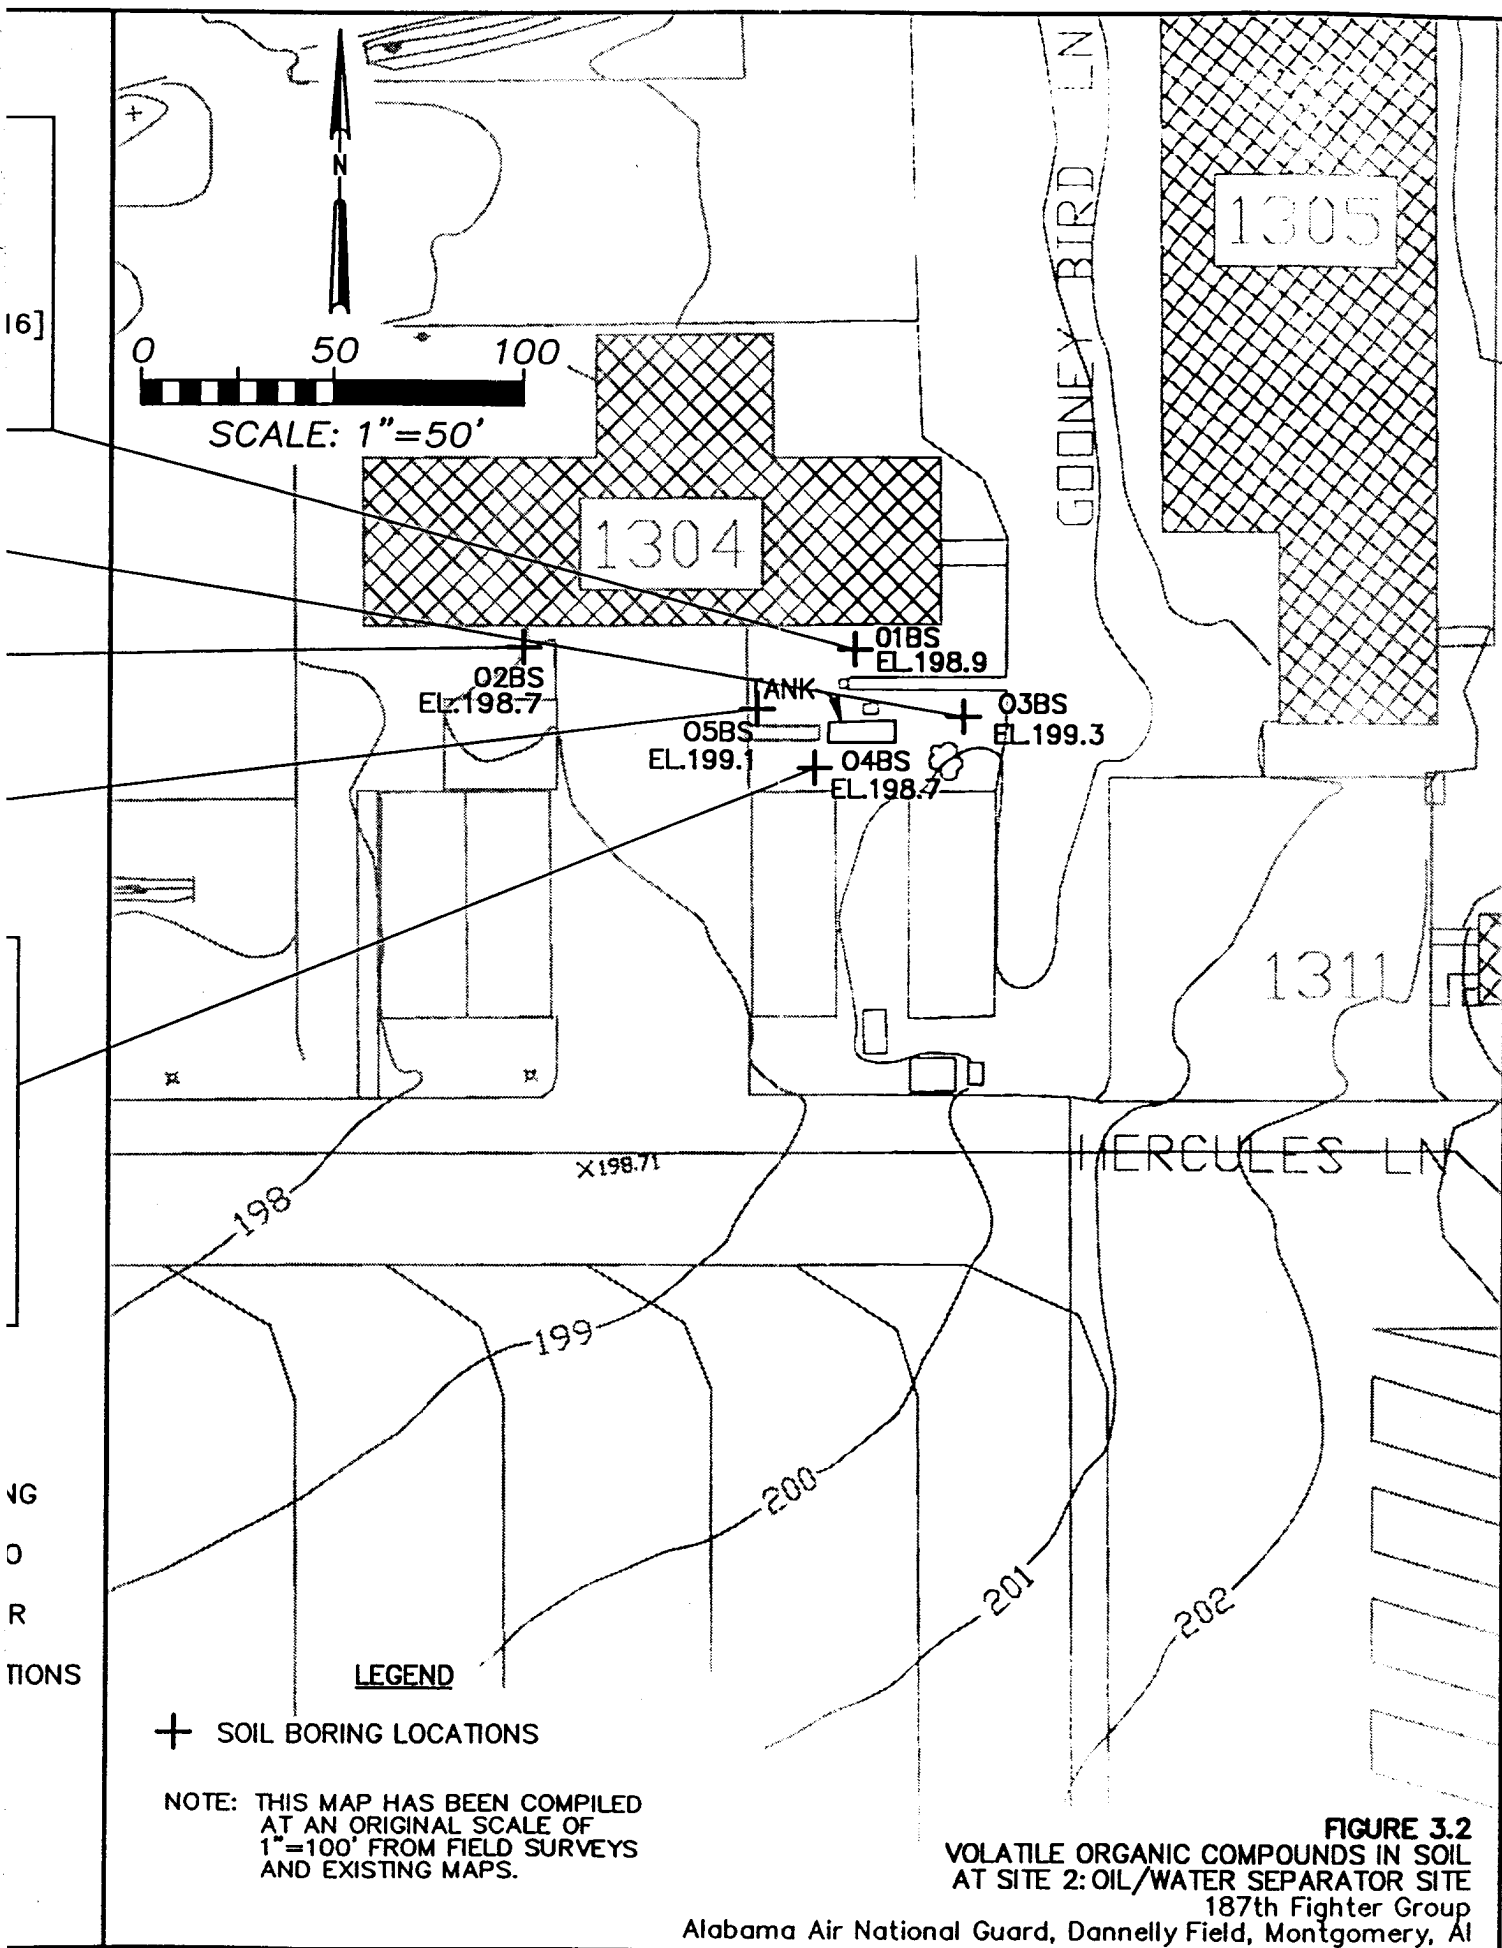 GOONEY BIRD LN
1305
N
16]
0 50 100
SCALE: 1"=50'
1304
01BS
EL.198.9
02BS
EL.198.7
TANK
03BS
EL.199.3
05BS
EL.199.1
04BS
EL.198.7
1311
HERCULES LN
X198.71
198
199
200
201
202
NG
O
R
TIONS
LEGEND
SOIL BORING LOCATIONS
NOTE: THIS MAP HAS BEEN COMPILED
AT AN ORIGINAL SCALE OF
1"=100' FROM FIELD SURVEYS
AND EXISTING MAPS.
FIGURE 3.2
VOLATILE ORGANIC COMPOUNDS IN SOIL
AT SITE 2: OIL/WATER SEPARATOR SITE
187th Fighter Group
Alabama Air National Guard, Dannelly Field, Montgomery, Al